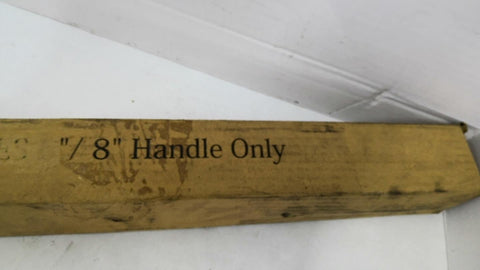 "/ 8" Handle Only